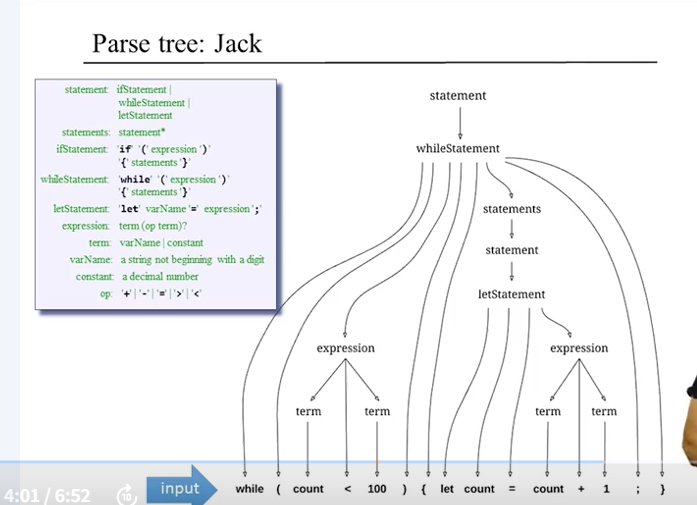 Parse tree: Jack
statement: ifStatement |
whileStatement |
letStatement
statements: statement*
ifStatement: 'if' '(' expression ')'
'{' statements '}'
whileStatement: 'while' '(' expression ')'
'{' statements '}'
letStatement: 'let' varName '=' expression ';'
expression: term (op term)?
term: varName | constant
varName: a string not beginning with a digit
constant: a decimal number
op: '+' | '-' | '=' | '>' | '<'
statement
whileStatement
statements
statement
letStatement
expression expression
term term term term
input while ( count < 100 ) { let count = count + 1 ; }
4:01 / 6:52
10